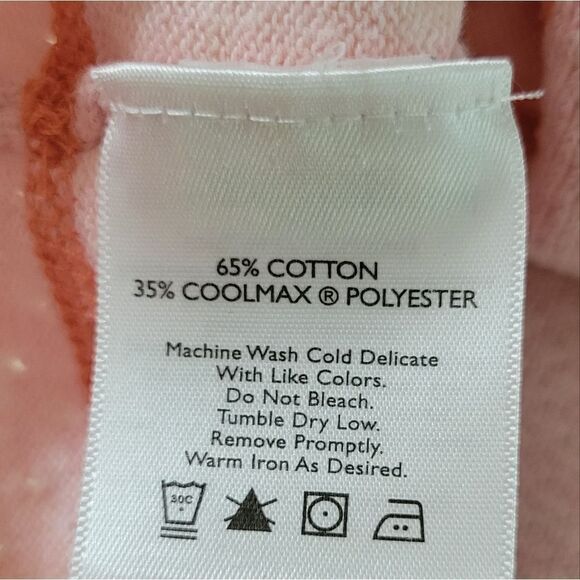 65% COTTON
35% COOLMAX ® POLYESTER
Machine Wash Cold Delicate
With Like Colors.
Do Not Bleach.
Tumble Dry Low.
Remove Promptly.
Warm Iron As Desired.
30C